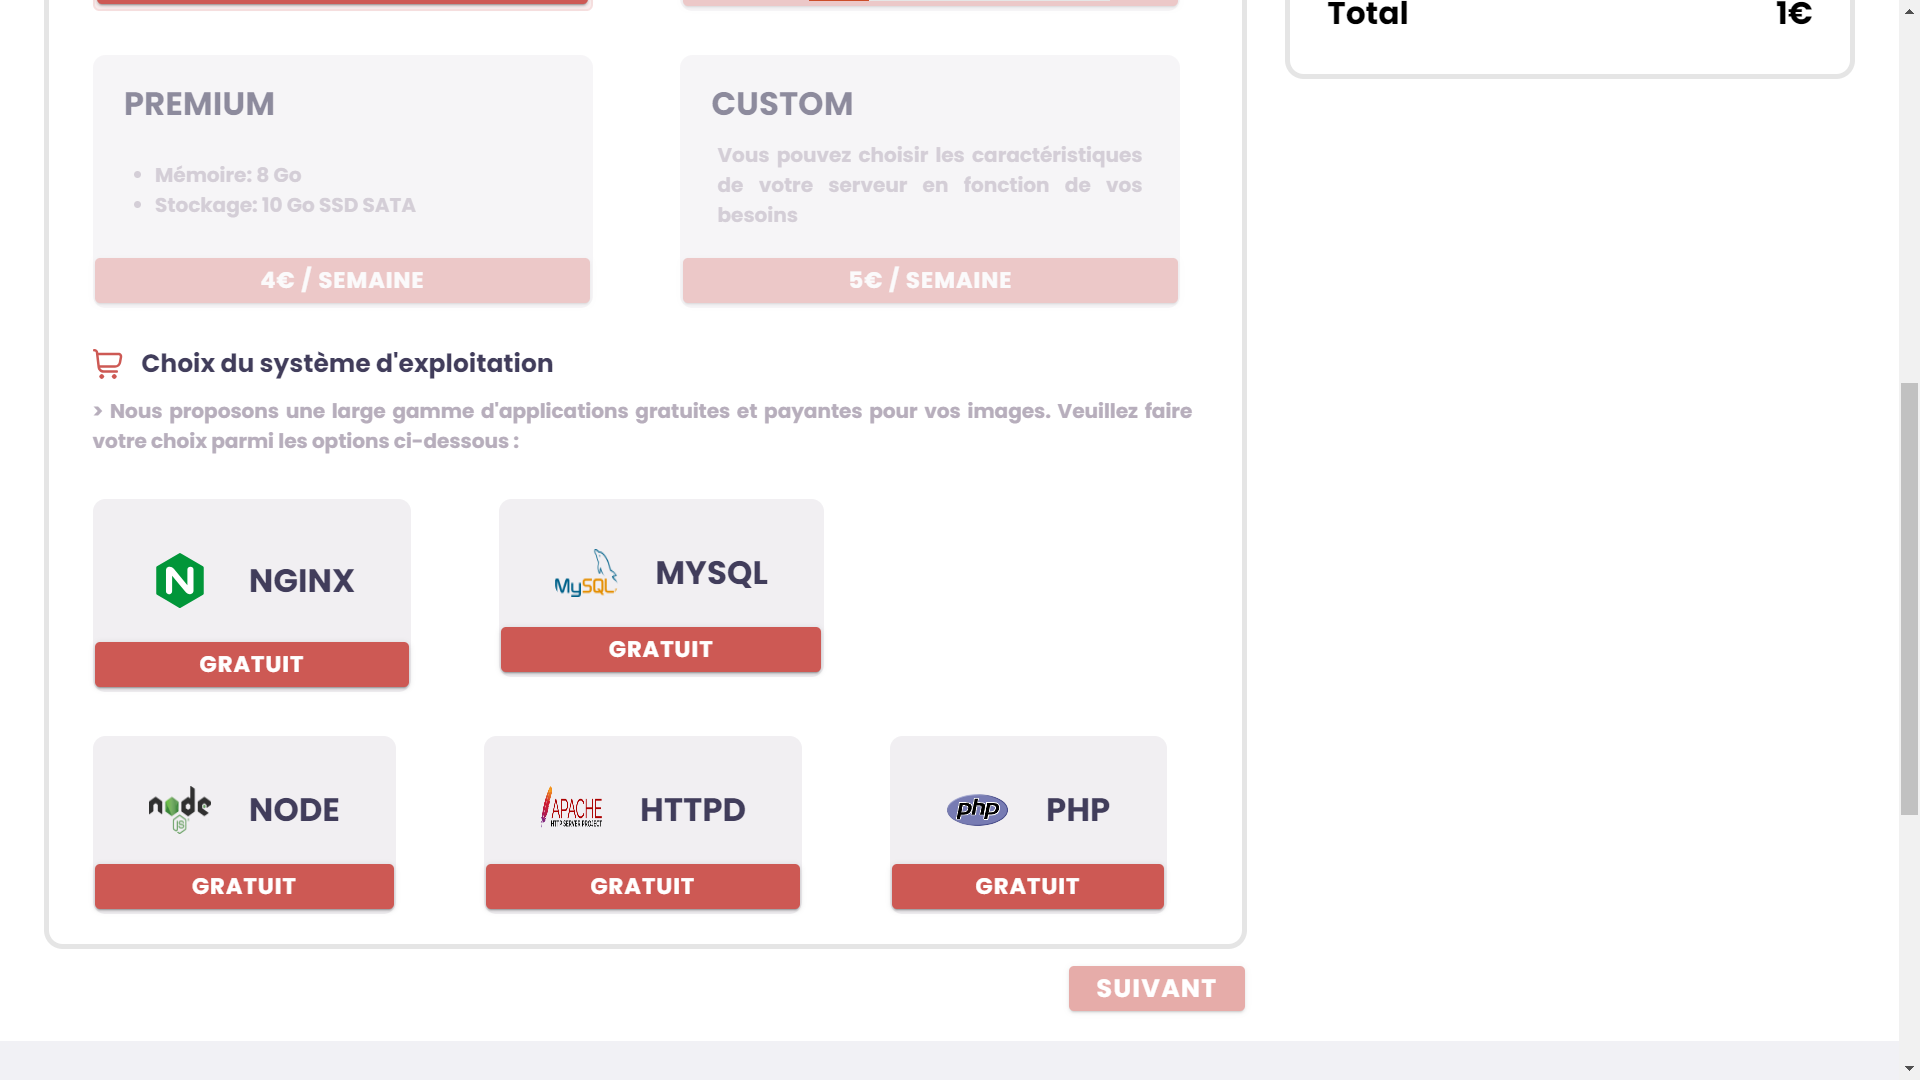 Total 1€
PREMIUM
• Mémoire: 8 Go
• Stockage: 10 Go SSD SATA
4€ / SEMAINE
CUSTOM
Vous pouvez choisir les caractéristiques
de votre serveur en fonction de vos
besoins
5€ / SEMAINE
Choix du système d'exploitation
> Nous proposons une large gamme d'applications gratuites et payantes pour vos images. Veuillez faire
votre choix parmi les options ci-dessous :
N NGINX
GRATUIT
MySQL MYSQL
GRATUIT
node JS NODE
GRATUIT
APACHE
HTTP SERVER PROJECT
HTTPD
GRATUIT
php PHP
GRATUIT
SUIVANT